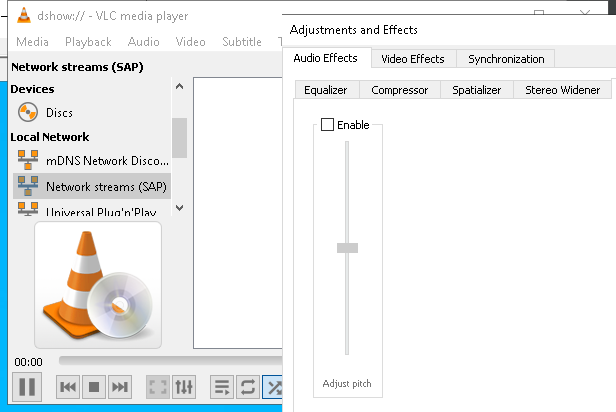 dshow:// - VLC media player
Media Playback Audio Video Subtitle
Network streams (SAP)
Devices
Discs
Local Network
mDNS Network Disco...
Network streams (SAP)
Universal Plug'n'Play
00:00
Adjustments and Effects
Audio Effects Video Effects Synchronization
Equalizer Compressor Spatializer Stereo Widener
Enable
Adjust pitch